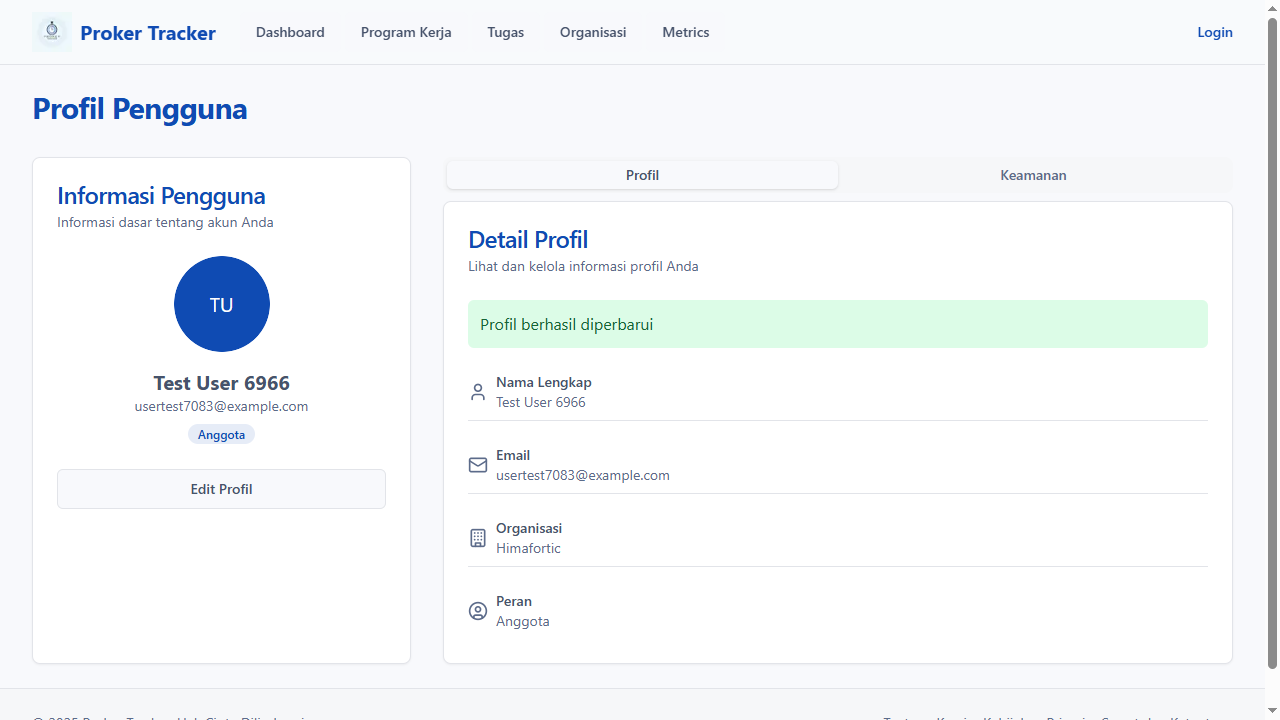 Proker Tracker
Dashboard
Program Kerja
Tugas
Organisasi
Metrics
Login
Profil Pengguna
Informasi Pengguna
Informasi dasar tentang akun Anda
TU
Test User 6966
usertest7083@example.com
Anggota
Edit Profil
Profil
Keamanan
Detail Profil
Lihat dan kelola informasi profil Anda
Profil berhasil diperbarui
Nama Lengkap
Test User 6966
Email
usertest7083@example.com
Organisasi
Himafortic
Peran
Anggota